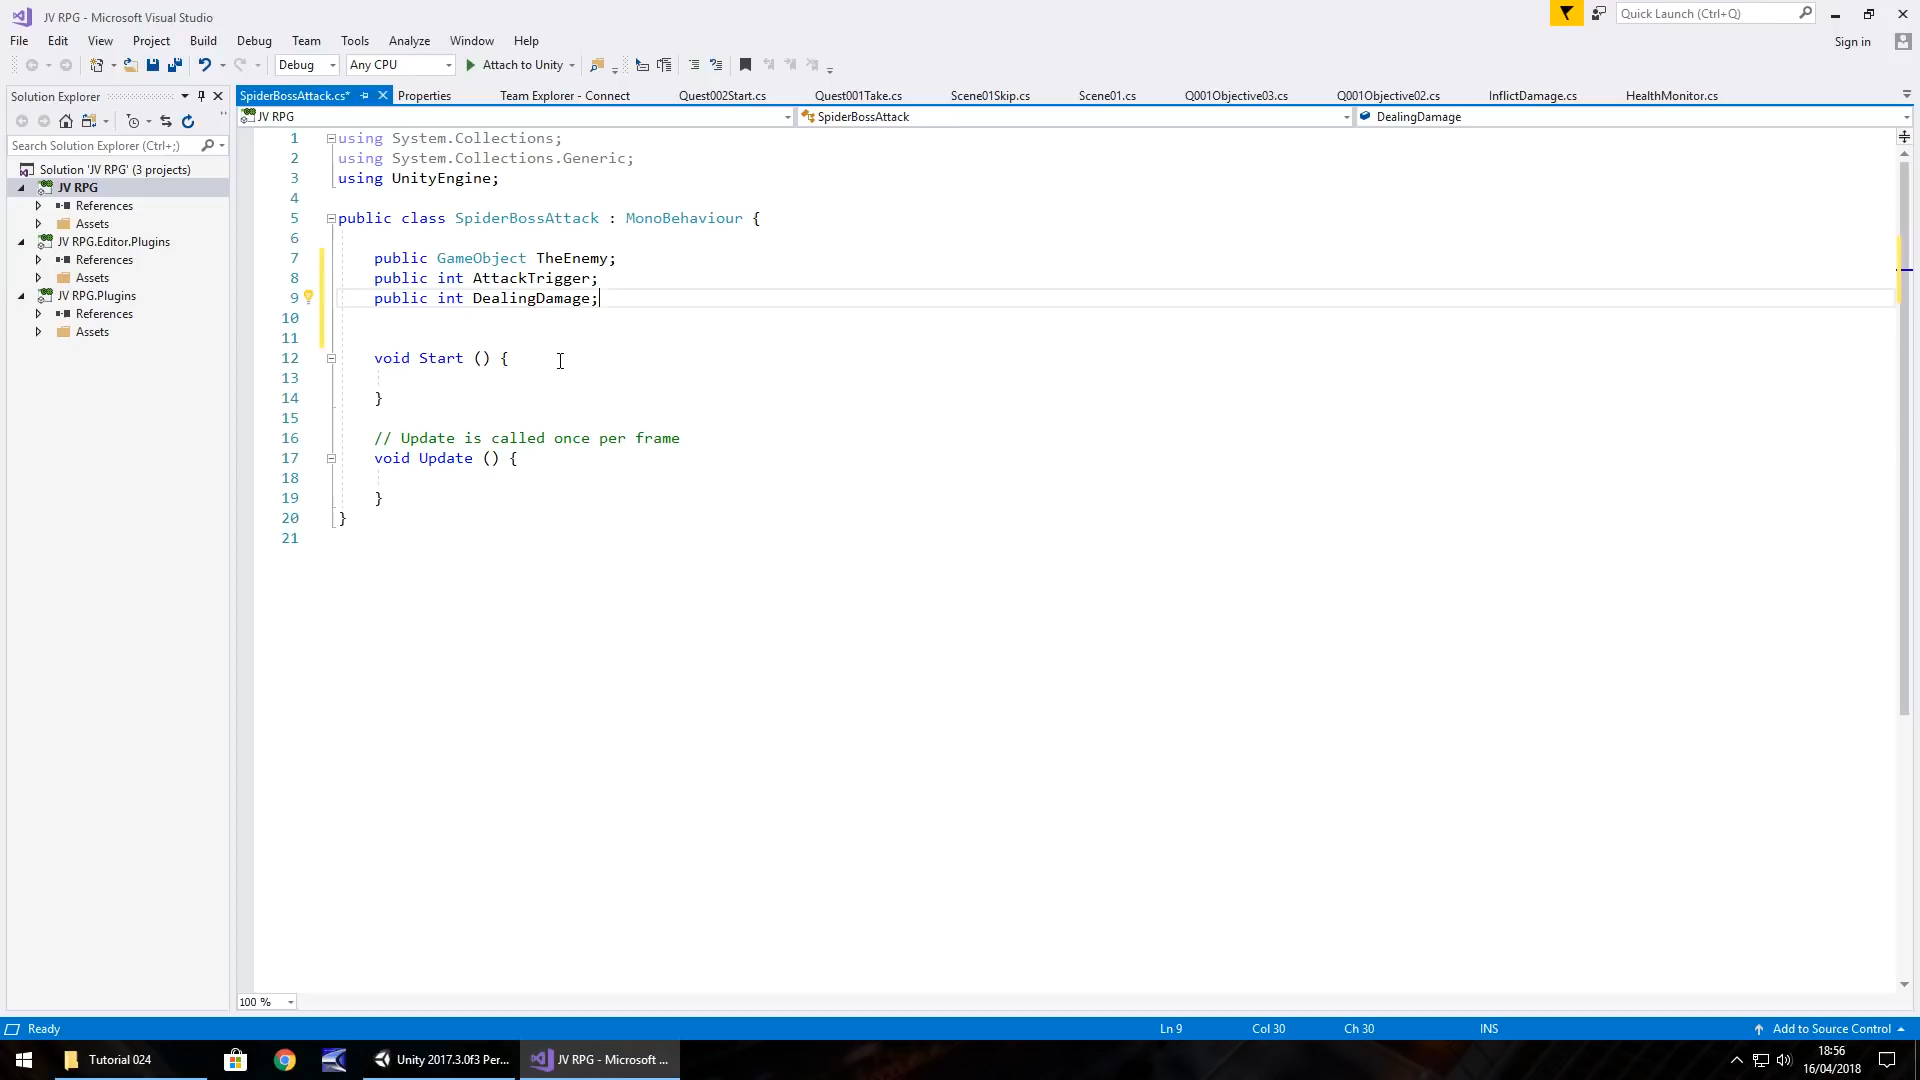 JV RPG - Microsoft Visual Studio
Quick Launch (Ctrl+Q)
File Edit View Project Build Debug Team Tools Analyze Window Help
Sign in
Debug Any CPU Attach to Unity
Solution Explorer
SpiderBossAttack.cs* Properties Team Explorer - Connect Quest002Start.cs Quest001Take.cs Scene01Skip.cs Scene01.cs Q001Objective03.cs Q001Objective02.cs InflictDamage.cs HealthMonitor.cs
JV RPG SpiderBossAttack DealingDamage
Search Solution Explorer (Ctrl+;)
Solution 'JV RPG' (3 projects)
JV RPG
References
Assets
JV RPG.Editor.Plugins
References
Assets
JV RPG.Plugins
References
Assets
1 using System.Collections;
2 using System.Collections.Generic;
3 using UnityEngine;
4
5 public class SpiderBossAttack : MonoBehaviour {
6
7 public GameObject TheEnemy;
8 public int AttackTrigger;
9 public int DealingDamage;
10
11
12 void Start () {
13
14 }
15
16 // Update is called once per frame
17 void Update () {
18
19 }
20 }
21
100 %
Ready Ln 9 Col 30 Ch 30 INS Add to Source Control
Tutorial 024 Unity 2017.3.0f3 Per... JV RPG - Microsoft ...
18:56
16/04/2018